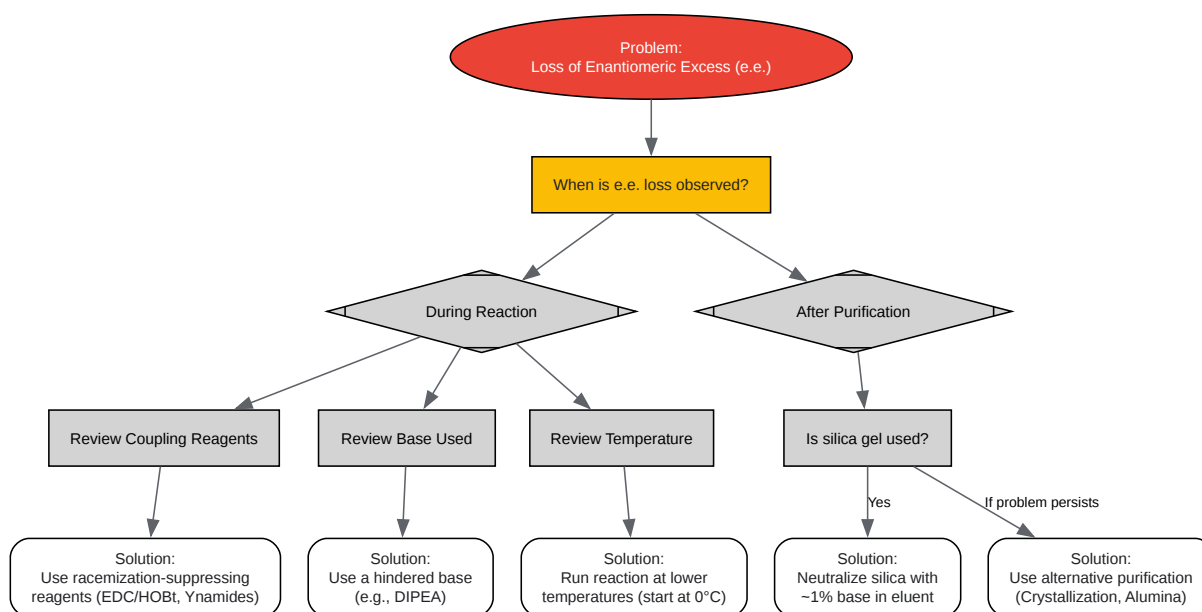 Problem:
Loss of Enantiomeric Excess (e.e.)
When is e.e. loss observed?
During Reaction
After Purification
Review Coupling Reagents
Review Base Used
Review Temperature
Is silica gel used?
Yes
If problem persists
Solution:
Use racemization-suppressing
reagents (EDC/HOBt, Ynamides)
Solution:
Use a hindered base
(e.g., DIPEA)
Solution:
Run reaction at lower
temperatures (start at 0°C)
Solution:
Neutralize silica with
~1% base in eluent
Solution:
Use alternative purification
(Crystallization, Alumina)